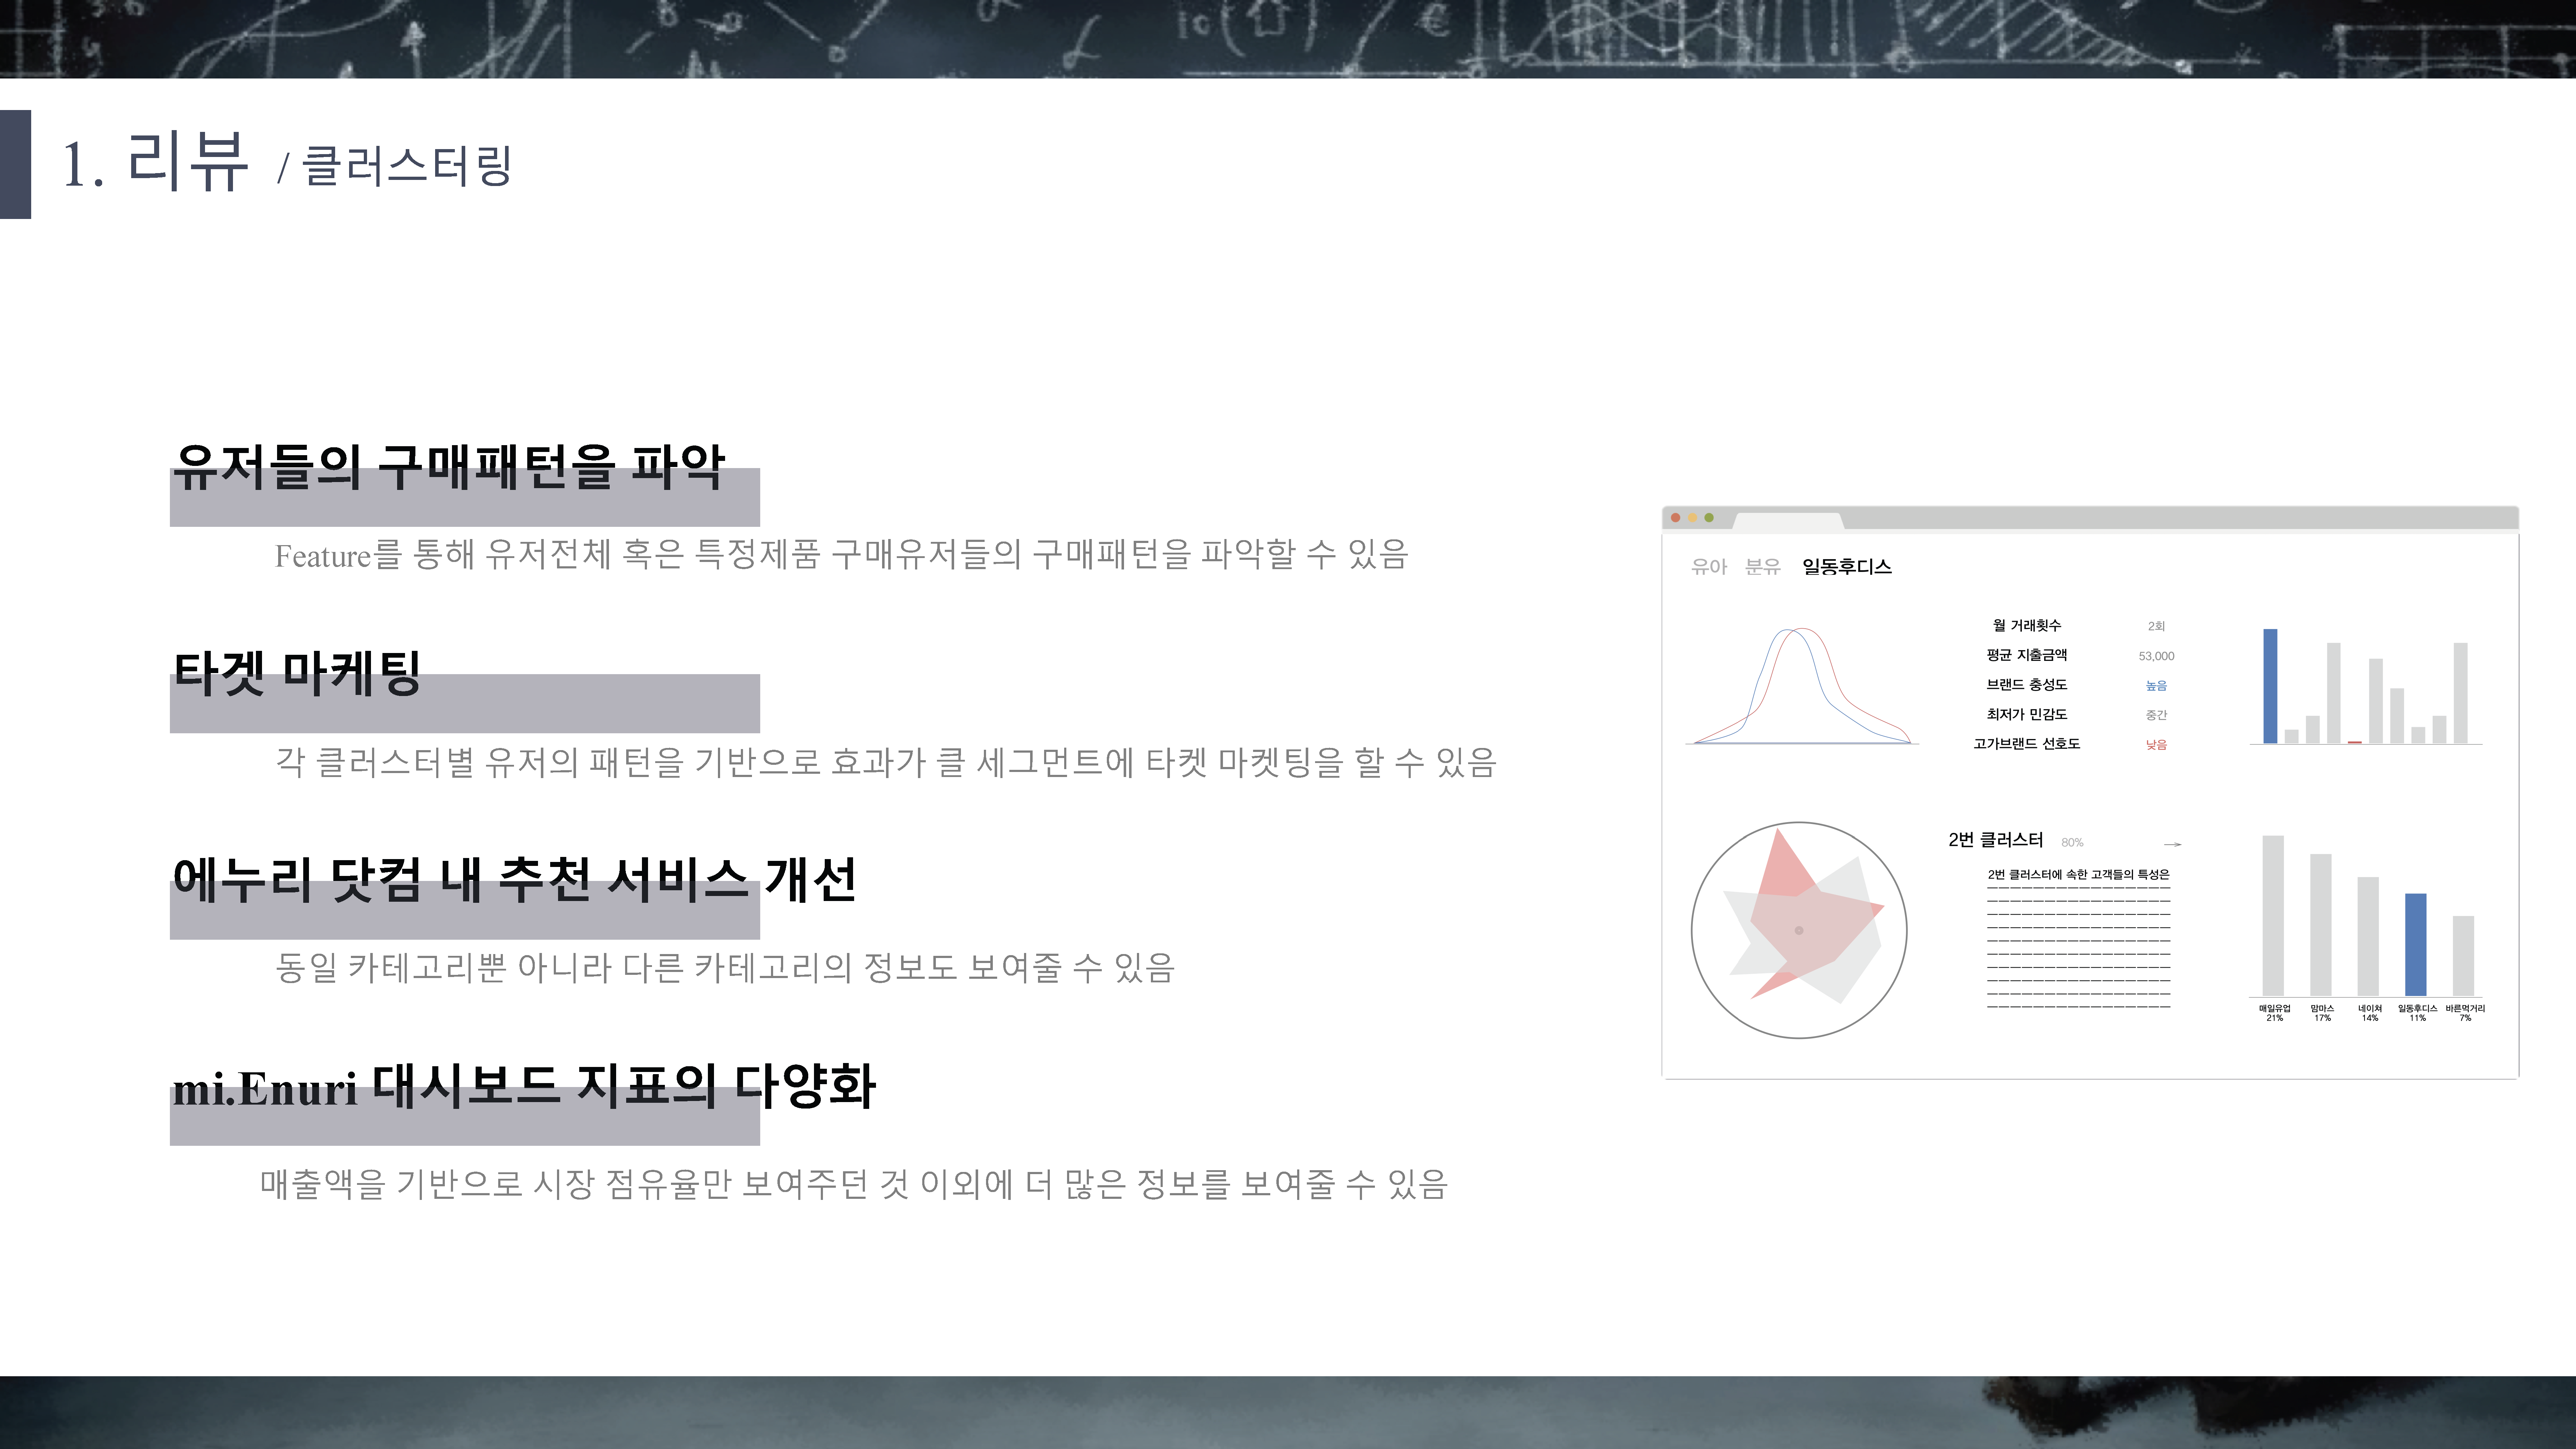 1. 리뷰 / 클러스터링
유저들의 구매패턴을 파악
Feature를 통해 유저전체 혹은 특정제품 구매유저들의 구매패턴을 파악할 수 있음
타겟 마케팅
각 클러스터별 유저의 패턴을 기반으로 효과가 클 세그먼트에 타켓 마켓팅을 할 수 있음
에누리 닷컴 내 추천 서비스 개선
동일 카테고리뿐 아니라 다른 카테고리의 정보도 보여줄 수 있음
mi.Enuri 대시보드 지표의 다양화
매출액을 기반으로 시장 점유율만 보여주던 것 이외에 더 많은 정보를 보여줄 수 있음
유아 분유 일동후디스
월 거래횟수 2회
평균 지출금액 53,000
브랜드 충성도 높음
최저가 민감도 중간
고가브랜드 선호도 낮음
2번 클러스터 80% →
2번 클러스터에 속한 고객들의 특성은
매일유업 맘마스 네이쳐 일동후디스 바른먹거리
21% 17% 14% 11% 7%